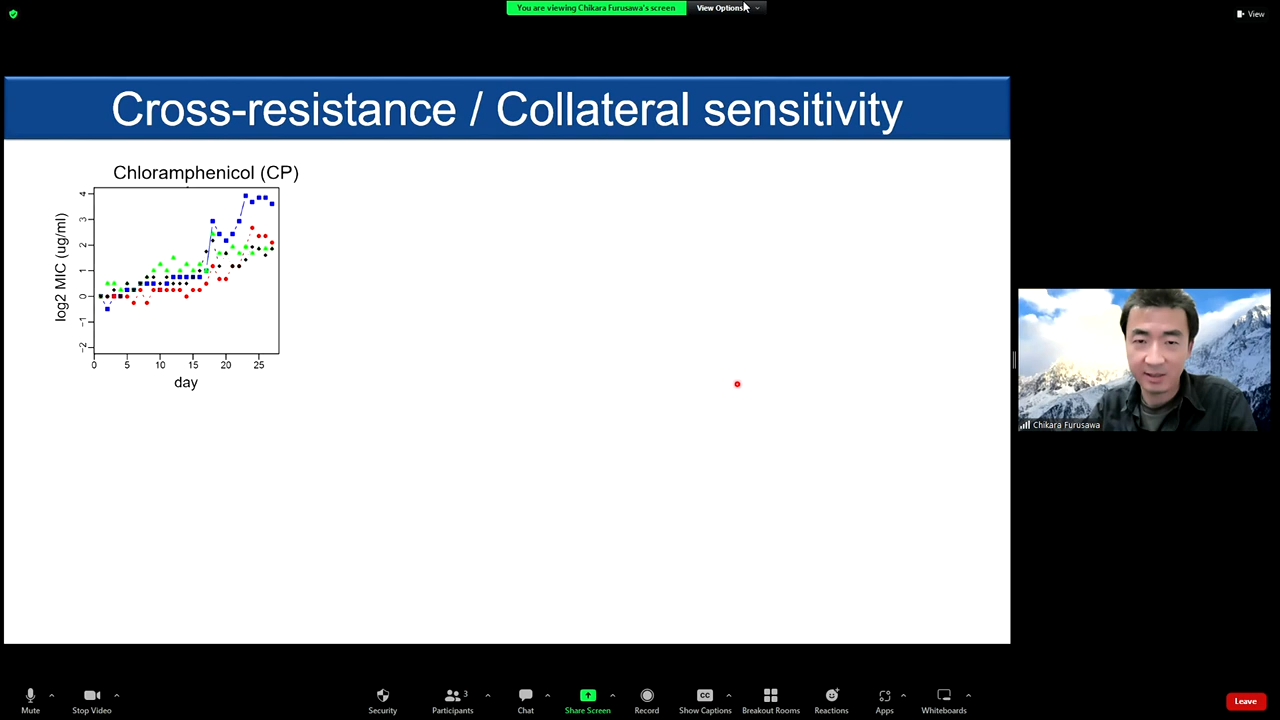 You are viewing Chikara Furusawa's screen
View Options
View
Cross-resistance / Collateral sensitivity
Chloramphenicol (CP)
log2 MIC (ug/ml)
4
3
2
1
0
-1
-2
0 5 10 15 20 25
day
Chikara Furusawa
Mute
Stop Video
Security
Participants
3
Chat
Share Screen
Record
CC
Show Captions
Breakout Rooms
Reactions
Apps
Whiteboards
Leave